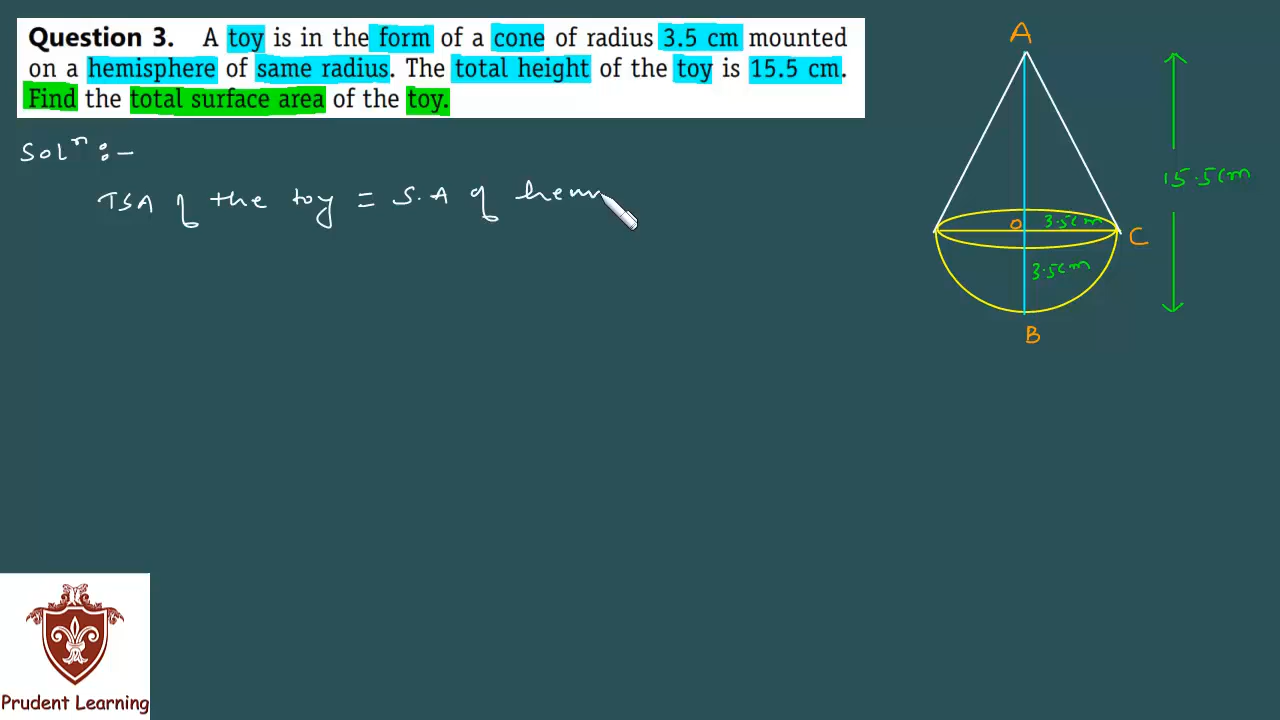 Question 3. A toy is in the form of a cone of radius 3.5 cm mounted
on a hemisphere of same radius. The total height of the toy is 15.5 cm.
Find the total surface area of the toy.
Solⁿ :-
TSA of the toy = S.A of hem
A
15.5cm
O 3.5cm
C
3.5cm
B
Prudent Learning